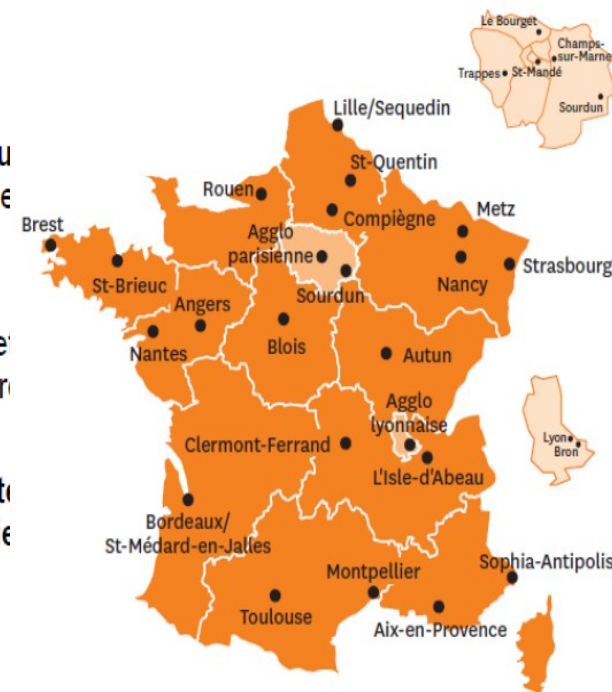 Le Bourget
Champs-
sur-Marne
Trappes
St-Mandé
Sourdun
Lille/Sequedin
St-Quentin
Rouen
Compiègne
Metz
Brest
Agglo
parisienne
Strasbourg
St-Brieuc
Sourdun
Nancy
Angers
Nantes
Blois
Autun
Agglo
lyonnaise
Lyon
Bron
Clermont-Ferrand
L'Isle-d'Abeau
Bordeaux/
St-Médard-en-Jalles
Montpellier
Sophia-Antipolis
Toulouse
Aix-en-Provence